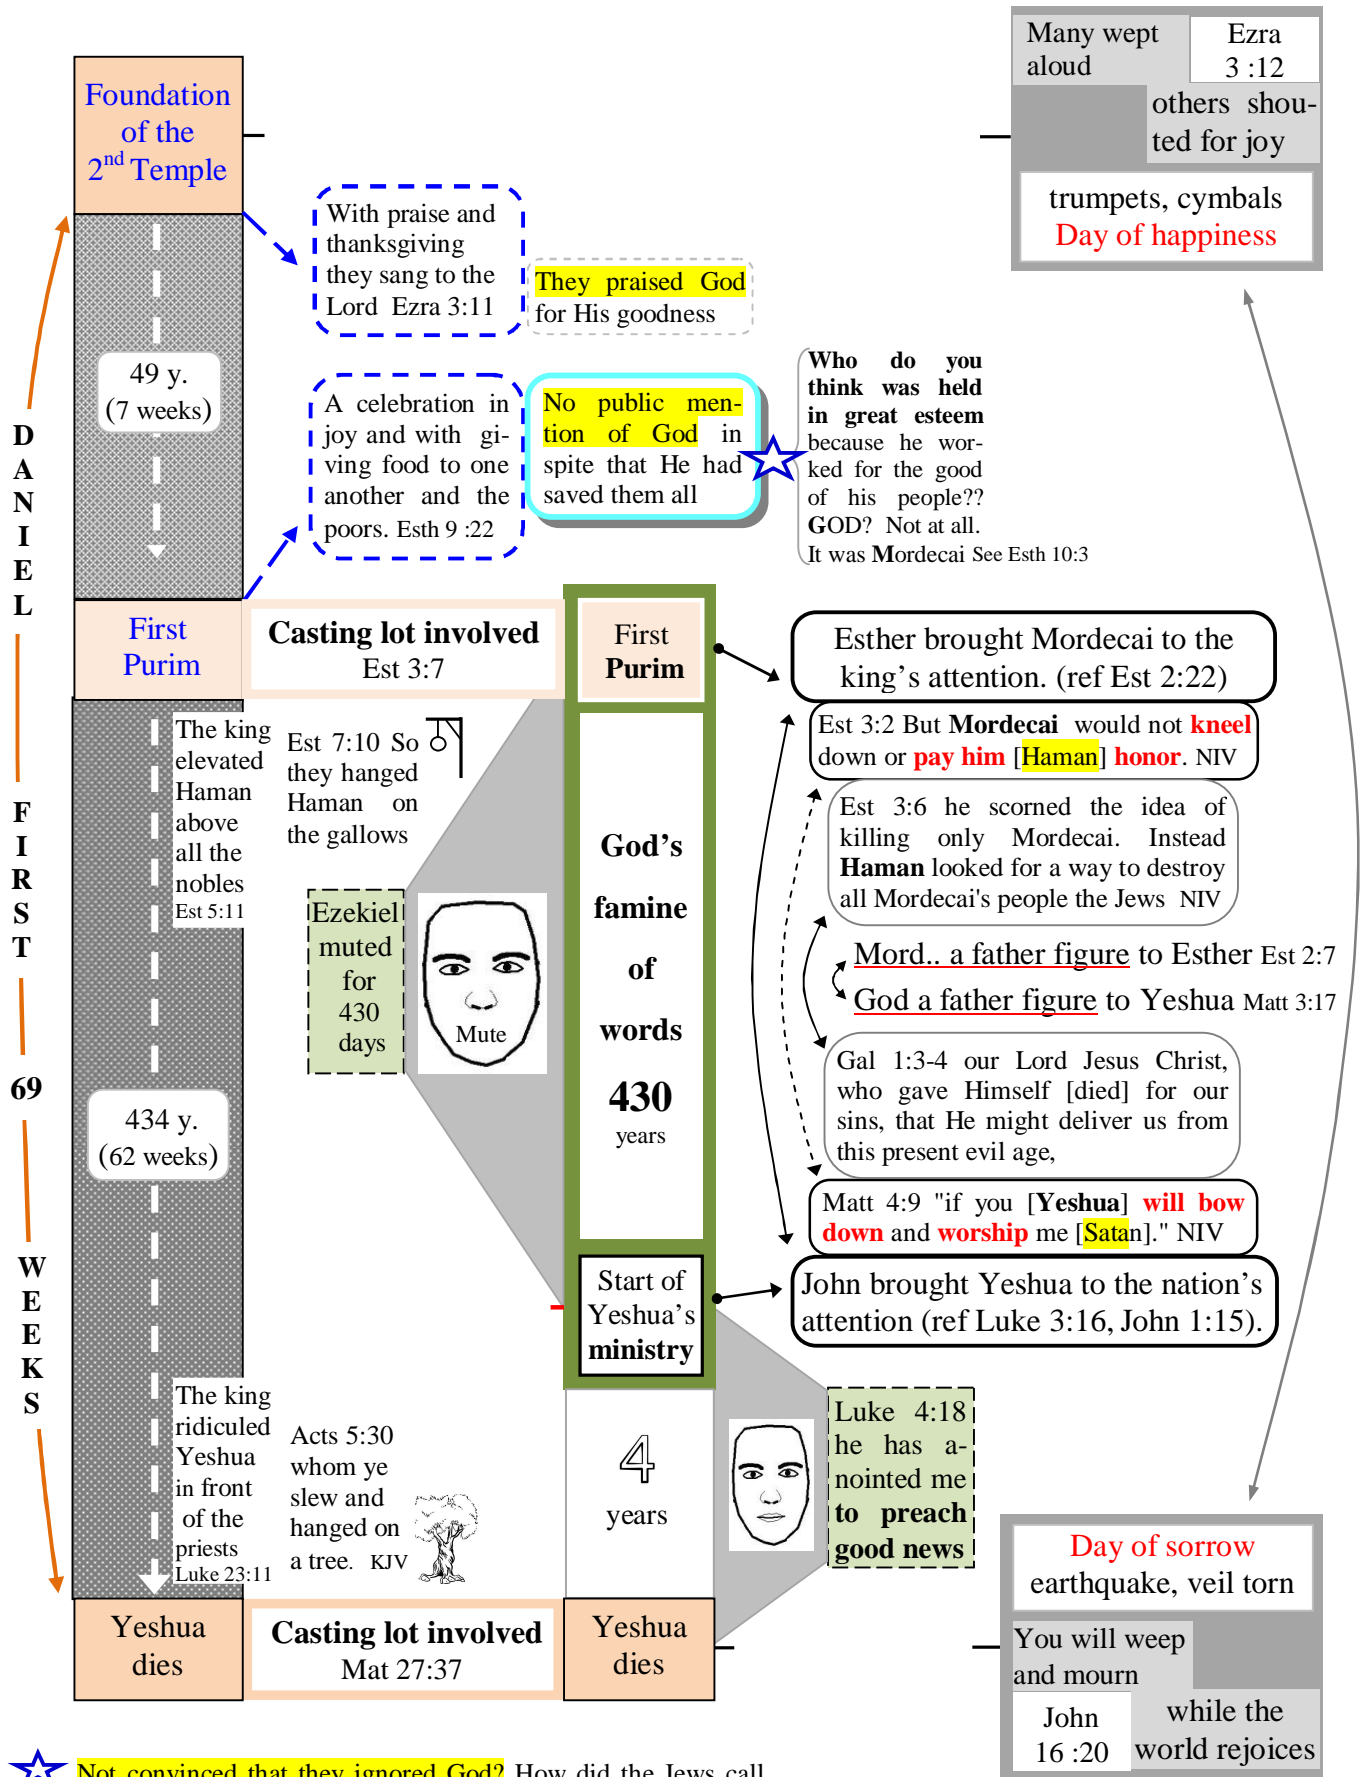 Many wept
aloud
Ezra
3 :12
others shou-
ted for joy
trumpets, cymbals
Day of happiness
Foundation
of the
2nd Temple
With praise and
thanksgiving
they sang to the
Lord Ezra 3:11
They praised God
for His goodness
49 y.
(7 weeks)
A celebration in
joy and with gi-
ving food to one
another and the
poors. Esth 9 :22
No public men-
tion of God in
spite that He had
saved them all
Who do you
think was held
in great esteem
because he wor-
ked for the good
of his people??
GOD? Not at all.
It was Mordecai See Esth 10:3
DANIEL FIRST 69 WEEKS
First
Purim
Casting lot involved
Est 3:7
First
Purim
Esther brought Mordecai to the
king's attention. (ref Est 2:22)
Est 3:2 But Mordecai would not kneel
down or pay him [Haman] honor. NIV
Est 3:6 he scorned the idea of
killing only Mordecai. Instead
Haman looked for a way to destroy
all Mordecai's people the Jews NIV
Mord.. a father figure to Esther Est 2:7
God a father figure to Yeshua Matt 3:17
Gal 1:3-4 our Lord Jesus Christ,
who gave Himself [died] for our
sins, that He might deliver us from
this present evil age,
Matt 4:9 "if you [Yeshua] will bow
down and worship me [Satan]." NIV
John brought Yeshua to the nation's
attention (ref Luke 3:16, John 1:15).
The king
elevated
Haman
above
all the
nobles
Est 5:11
Est 7:10 So
they hanged
Haman on
the gallows
Ezekiel
muted
for
430
days
Mute
God's
famine
of
words
430
years
434 y.
(62 weeks)
Start of
Yeshua's
ministry
The king
ridiculed
Yeshua
in front
of the
priests
Luke 23:11
Acts 5:30
whom ye
slew and
hanged on
a tree. KJV
4
years
Luke 4:18
he has a-
nointed me
to preach
good news
Yeshua
dies
Casting lot involved
Mat 27:37
Yeshua
dies
Day of sorrow
earthquake, veil torn
You will weep
and mourn
John
16 :20
while the
world rejoices
Not convinced that they ignored God? How did the Jews call